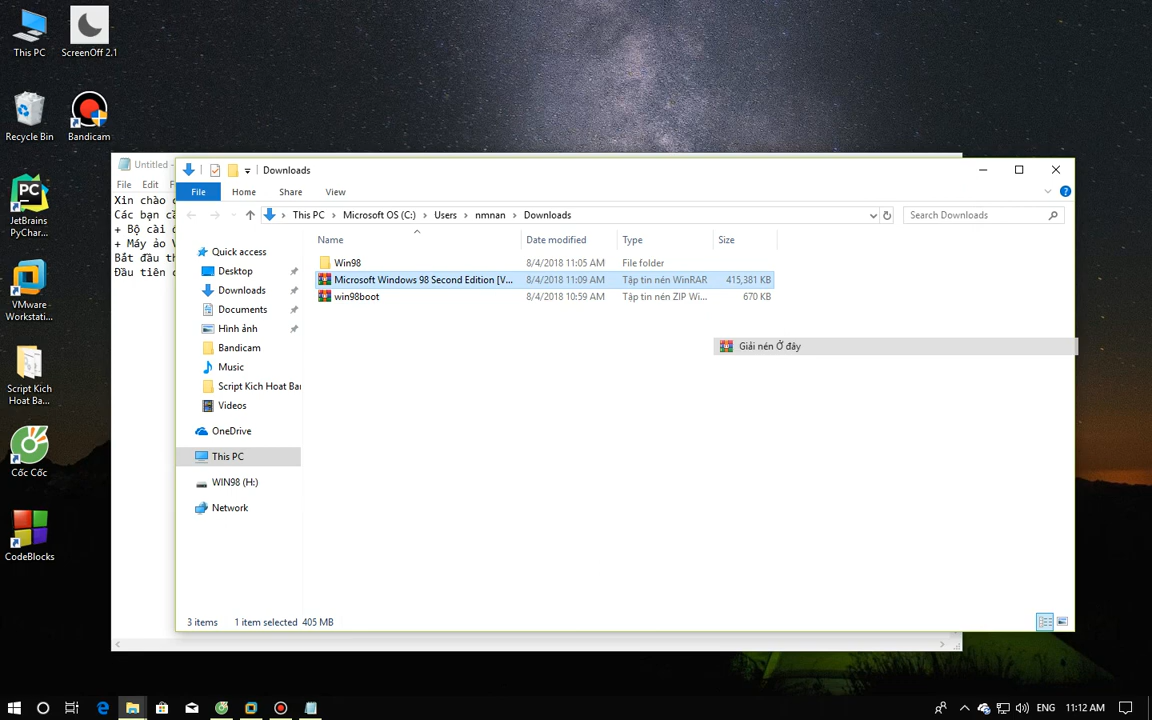 This PC
ScreenOff 2.1
Recycle Bin
Bandicam
JetBrains
PyChar...
VMware
Workstati...
Script Kich
Hoat Ba...
Cốc Cốc
CodeBlocks
Untitled -
File Edit F
Xin chào c
+ Bộ cài
+ Máy ảo V
Bắt đầu th
Đầu tiên c
Downloads
File Home Share View
This PC > Microsoft OS (C:) > Users > nmnan > Downloads
Search Downloads
Name Date modified Type Size
Quick access
Desktop
Downloads
Documents
Hình ảnh
Bandicam
Music
Script Kich Hoat Bar
Videos
OneDrive
This PC
WIN98 (H:)
Network
Win98 8/4/2018 11:05 AM File folder
Microsoft Windows 98 Second Edition [V... 8/4/2018 11:09 AM Tập tin nén WinRAR 415,381 KB
win98boot 8/4/2018 10:59 AM Tập tin nén ZIP Wi... 670 KB
Giải nén Ở đây
3 items 1 item selected 405 MB
ENG 11:12 AM